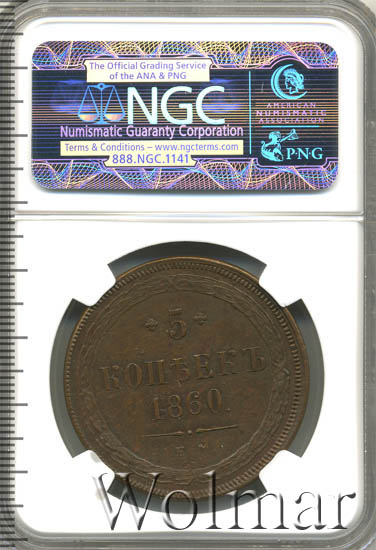 The Official Grading Service
of the ANA & PNG
NGC
Numismatic Guaranty Corporation
Terms & Conditions – www.ngcterms.com
888.NGC.1141
AMERICAN
NUMISMATIC
ASSOCIATION
P·N·G
5
КОПѢЕКЪ
1860.
Е.М.
Wolmar